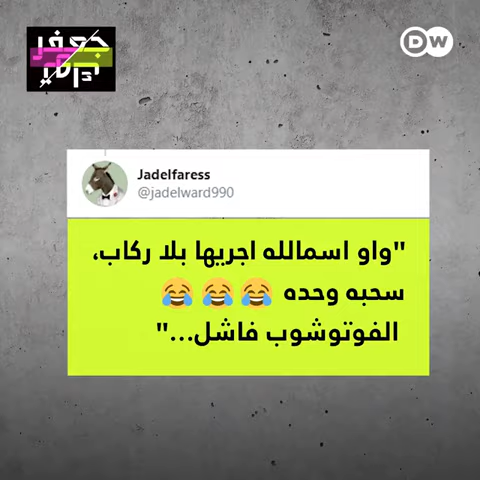 جعفر
توك
DW
Jadelfaress
@jadelward990
"واو اسمالله اجريها بلا ركاب،
سحبه وحده 😂 😂 😂
الفوتوشوب فاشل..."